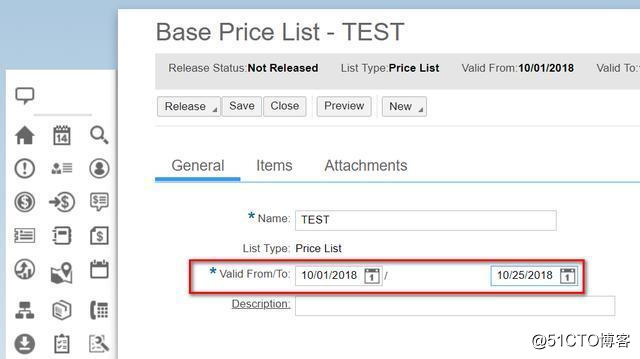 Base Price List - TEST
Release Status:Not Released List Type:Price List Valid From:10/01/2018 Valid To:
Release Save Close Preview New
14
General Items Attachments
* Name: TEST
List Type: Price List
* Valid From/To: 10/01/2018 1 / 10/25/2018 1
Description:
@51CTO博客